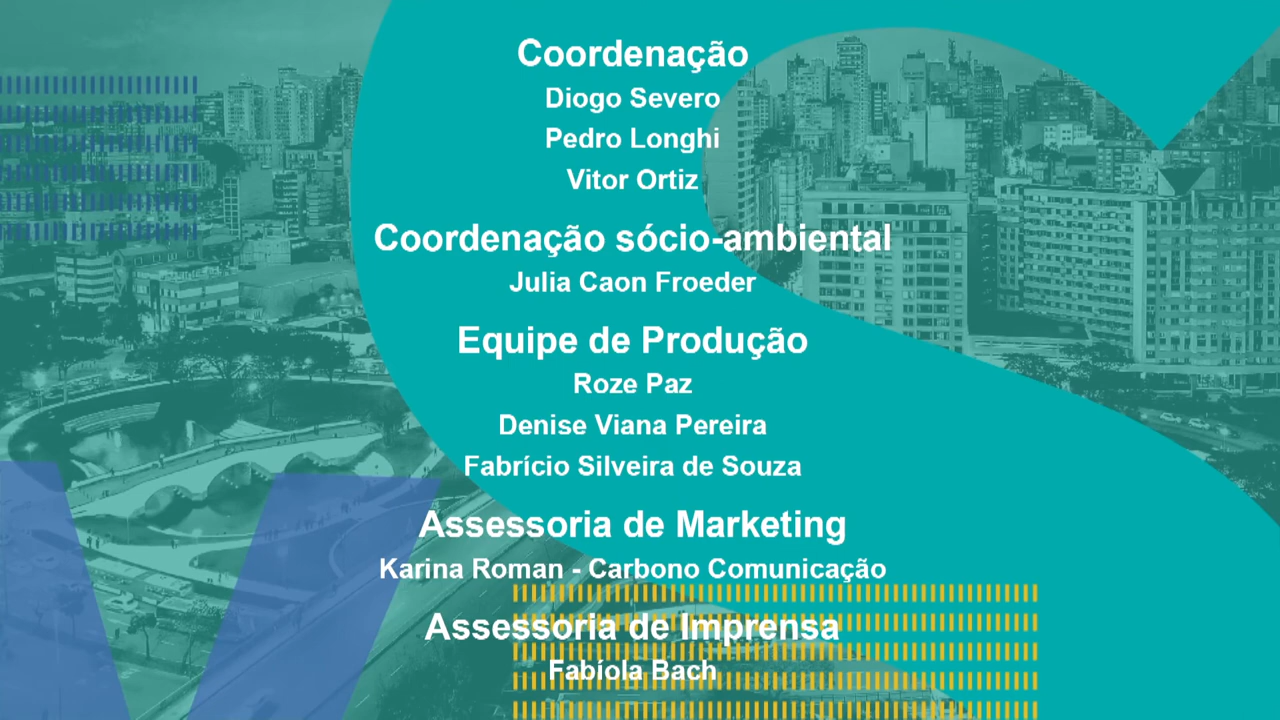 Coordenação
Diogo Severo
Pedro Longhi
Vitor Ortiz
Coordenação sócio-ambiental
Julia Caon Froeder
Equipe de Produção
Roze Paz
Denise Viana Pereira
Fabrício Silveira de Souza
Assessoria de Marketing
Karina Roman - Carbono Comunicação
Assessoria de Imprensa
Fabíola Bach